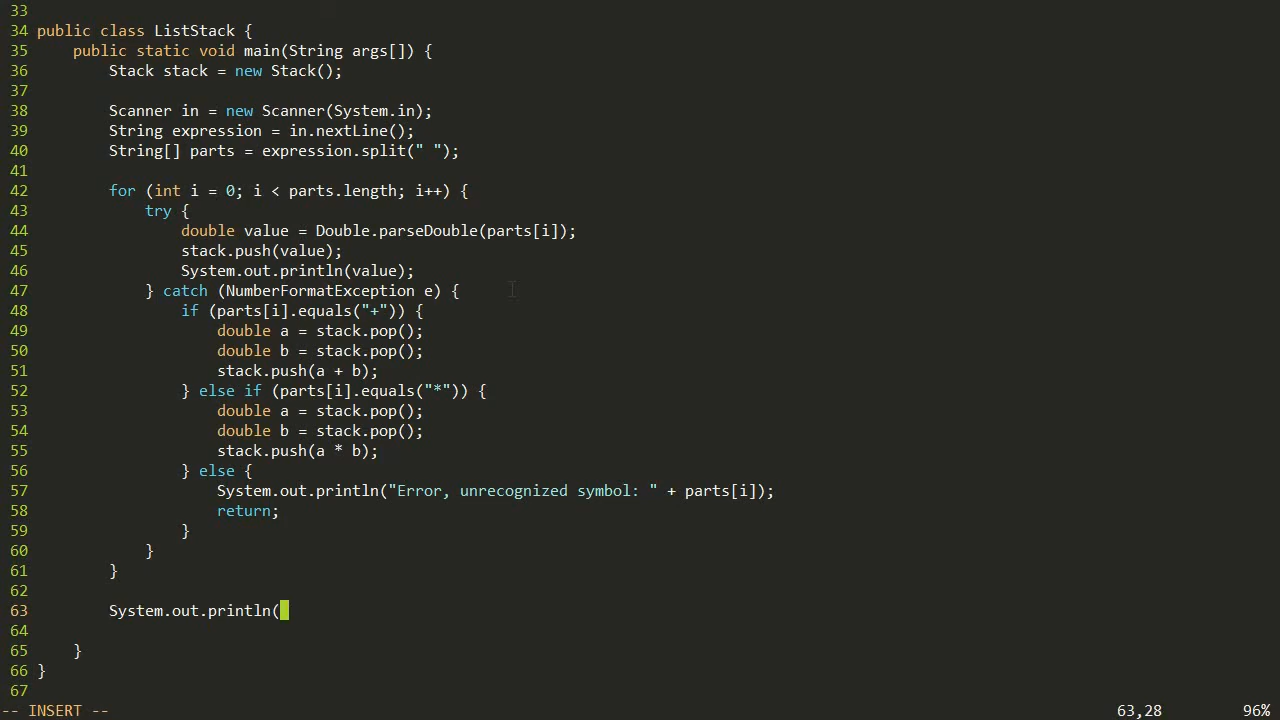 33
34 public class ListStack {
35     public static void main(String args[]) {
36         Stack stack = new Stack();
37
38         Scanner in = new Scanner(System.in);
39         String expression = in.nextLine();
40         String[] parts = expression.split(" ");
41
42         for (int i = 0; i < parts.length; i++) {
43             try {
44                 double value = Double.parseDouble(parts[i]);
45                 stack.push(value);
46                 System.out.println(value);
47             } catch (NumberFormatException e) {
48                 if (parts[i].equals("+")) {
49                     double a = stack.pop();
50                     double b = stack.pop();
51                     stack.push(a + b);
52                 } else if (parts[i].equals("*")) {
53                     double a = stack.pop();
54                     double b = stack.pop();
55                     stack.push(a * b);
56                 } else {
57                     System.out.println("Error, unrecognized symbol: " + parts[i]);
58                     return;
59                 }
60             }
61         }
62
63         System.out.println(
64
65     }
66 }
67
-- INSERT -- 63,28 96%